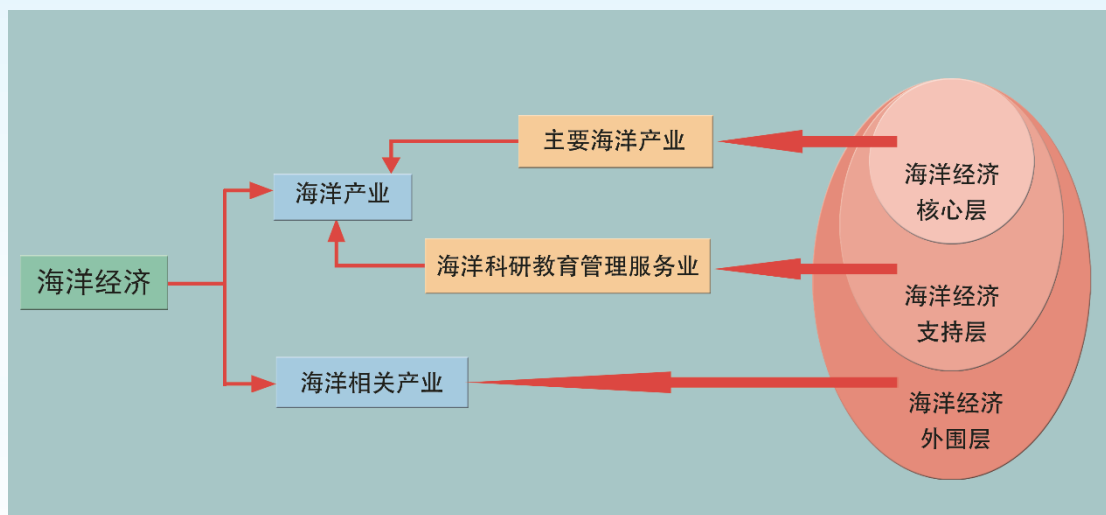 主要海洋产业
海洋产业
海洋经济
核心层
海洋科研教育管理服务业
海洋经济
海洋经济
支持层
海洋相关产业
海洋经济
外围层